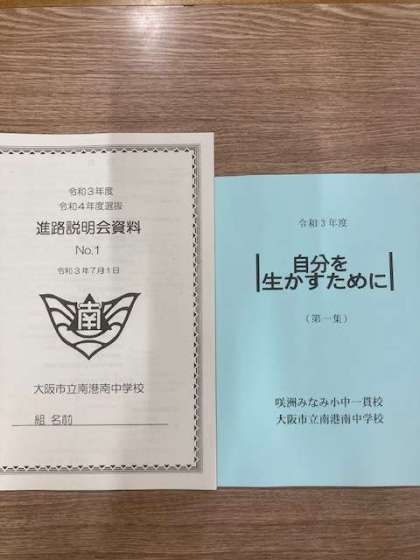 令和3年度
令和4年度選抜
進路説明会資料
No.1
令和3年7月1日
南
大阪市立南港南中学校
組 名前
令和3年度
自分を
生かすために
(第一集)
咲洲みなみ小中一貫校
大阪市立南港南中学校